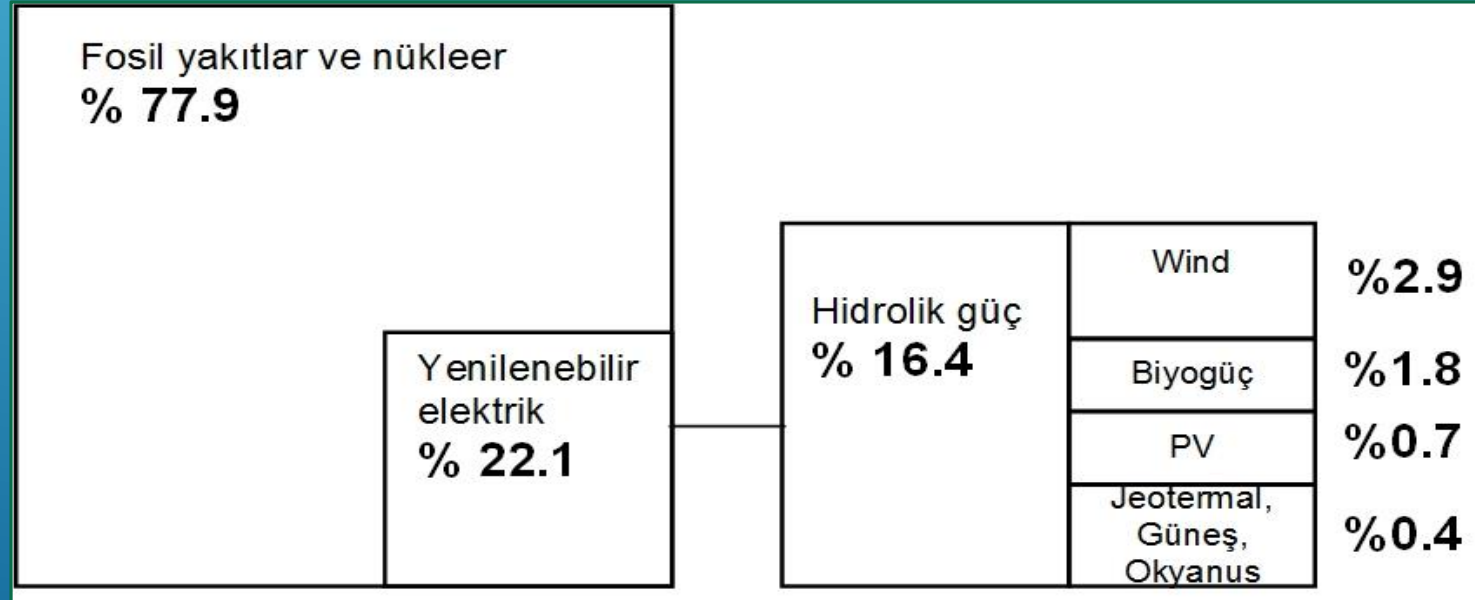 Fosil yakıtlar ve nükleer
% 77.9
Yenilenebilir
elektrik
% 22.1
Hidrolik güç
% 16.4
Wind
%2.9
Biyogüç
%1.8
PV
%0.7
Jeotermal,
Güneş,
Okyanus
%0.4